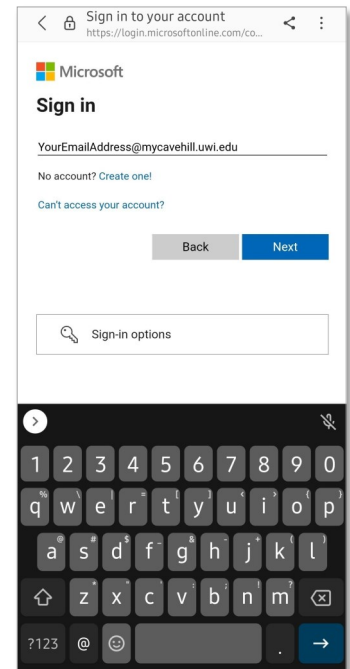 Sign in to your account
https://login.microsoftonline.com/co...
Microsoft
Sign in
YourEmailAddress@mycavehill.uwi.edu
No account? Create one!
Can't access your account?
Back Next
Sign-in options
1 2 3 4 5 6 7 8 9 0
% \ | = [ ] < > { }
q w e r t y u i o p
@ # $ - & - + ( )
a s d f g h j k l
* " ' : ; ! ?
z x c v b n m
?123 @ .